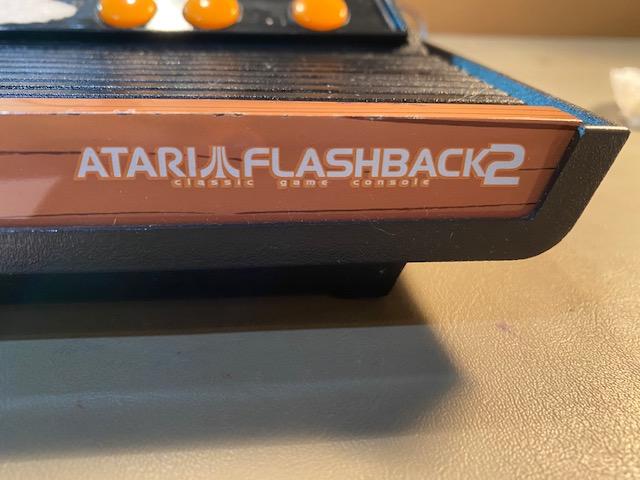 ATARI FLASHBACK2
classic game console